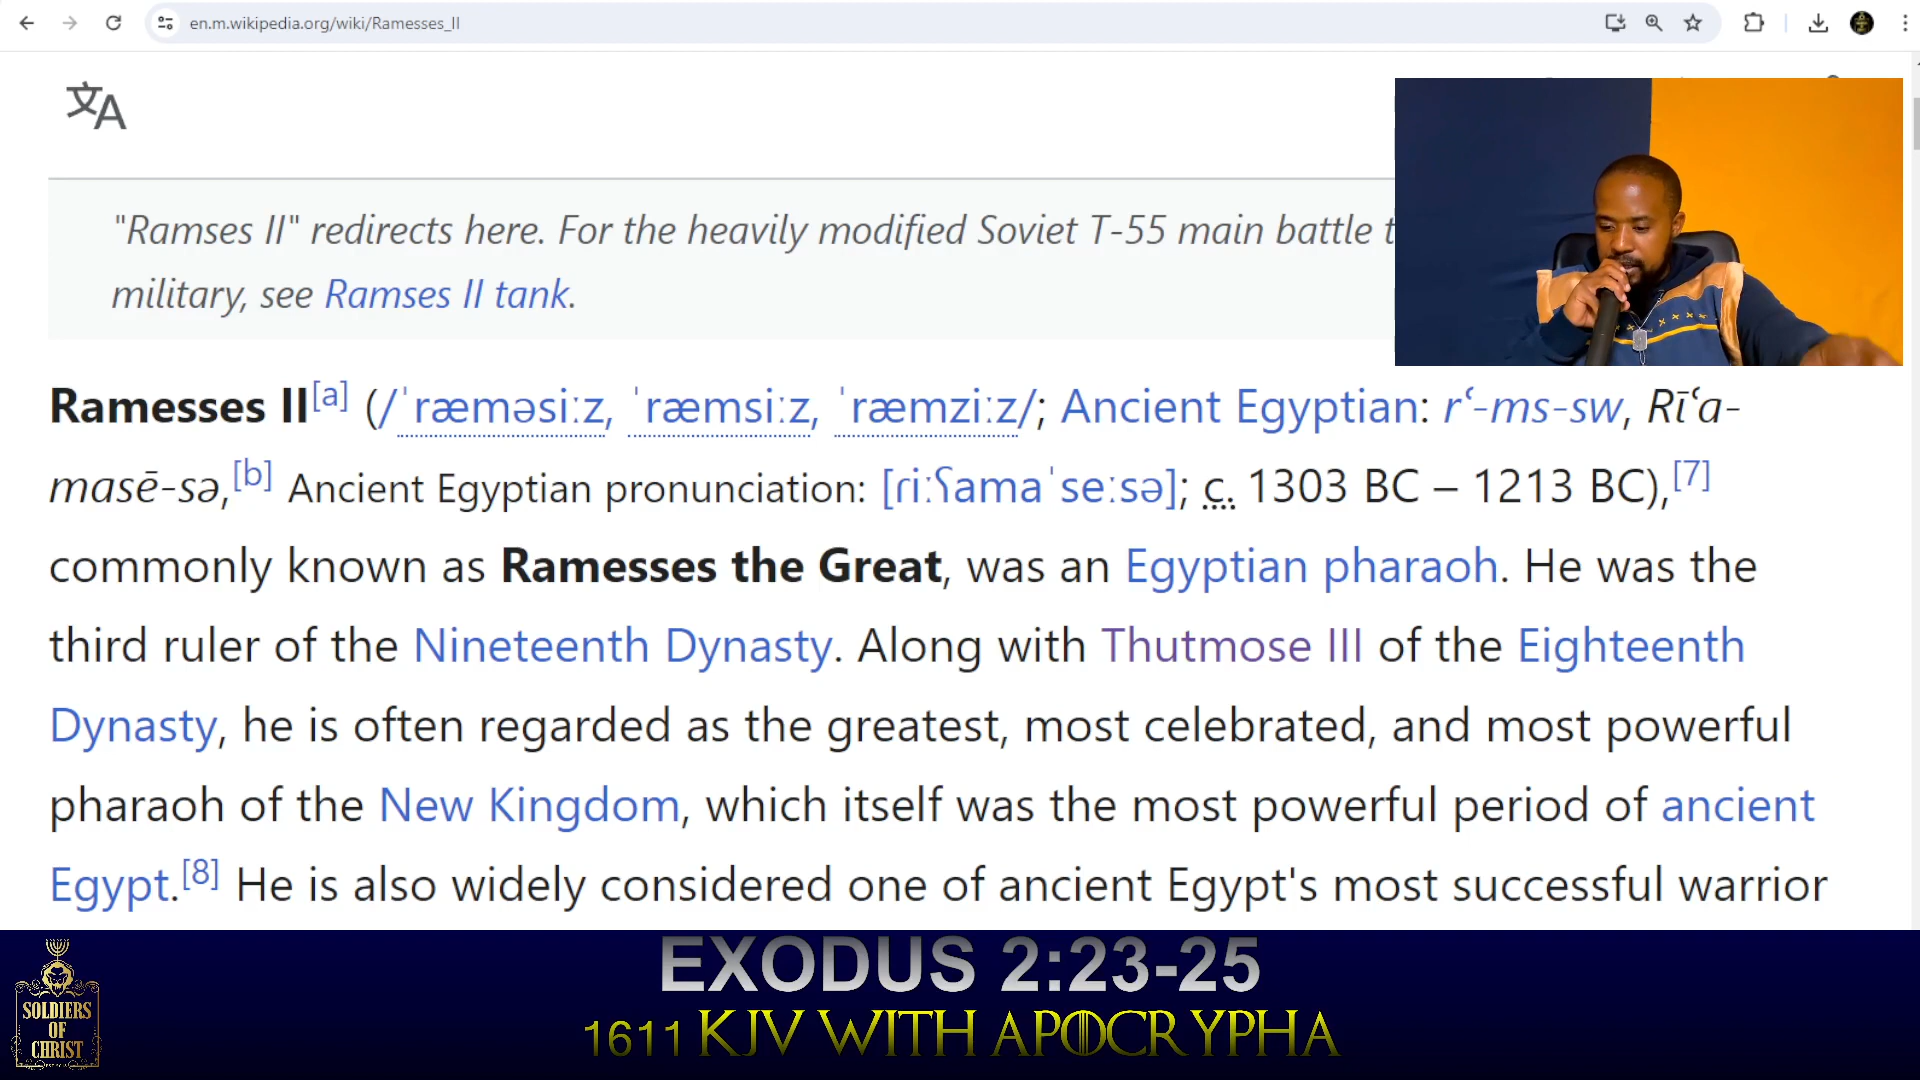 en.m.wikipedia.org/wiki/Ramesses_II
文A
"Ramses II" redirects here. For the heavily modified Soviet T-55 main battle t
military, see Ramses II tank.
Ramesses II[a] (/ˈræməsiːz, ˈræmsiːz, ˈræmziːz/; Ancient Egyptian: rꜥ-ms-sw, Rīꜥa-
masē-sə,[b] Ancient Egyptian pronunciation: [ɾiːʕamaˈseːsə]; c. 1303 BC – 1213 BC),[7]
commonly known as Ramesses the Great, was an Egyptian pharaoh. He was the
third ruler of the Nineteenth Dynasty. Along with Thutmose III of the Eighteenth
Dynasty, he is often regarded as the greatest, most celebrated, and most powerful
pharaoh of the New Kingdom, which itself was the most powerful period of ancient
Egypt.[8] He is also widely considered one of ancient Egypt's most successful warrior
EXODUS 2:23-25
1611 KJV WITH APOCRYPHA
SOLDIERS
OF
CHRIST